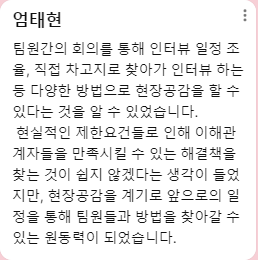 엄태현
팀원간의 회의를 통해 인터뷰 일정 조
율, 직접 차고지로 찾아가 인터뷰 하는
등 다양한 방법으로 현장공감을 할 수
있다는 것을 알 수 있었습니다.
현실적인 제한요건들로 인해 이해관
계자들을 만족시킬 수 있는 해결책을
찾는 것이 쉽지 않겠다는 생각이 들었
지만, 현장공감을 계기로 앞으로의 일
정을 통해 팀원들과 방법을 찾아갈 수
있는 원동력이 되었습니다.